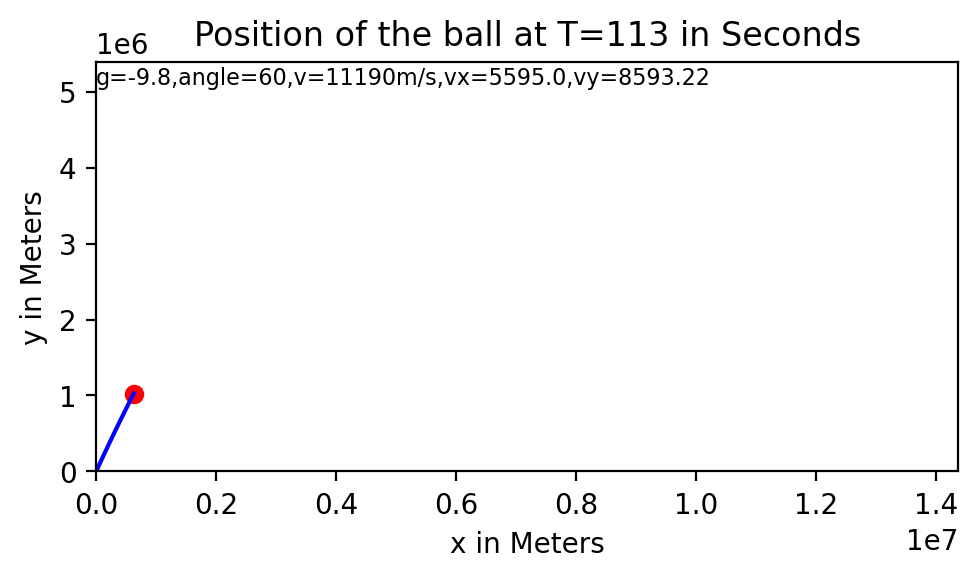 Position of the ball at T=113 in Seconds
1e6
g=-9.8,angle=60,v=11190m/s,vx=5595.0,vy=8593.22
5
4
3
2
1
0
y in Meters
0.0 0.2 0.4 0.6 0.8 1.0 1.2 1.4
1e7
x in Meters